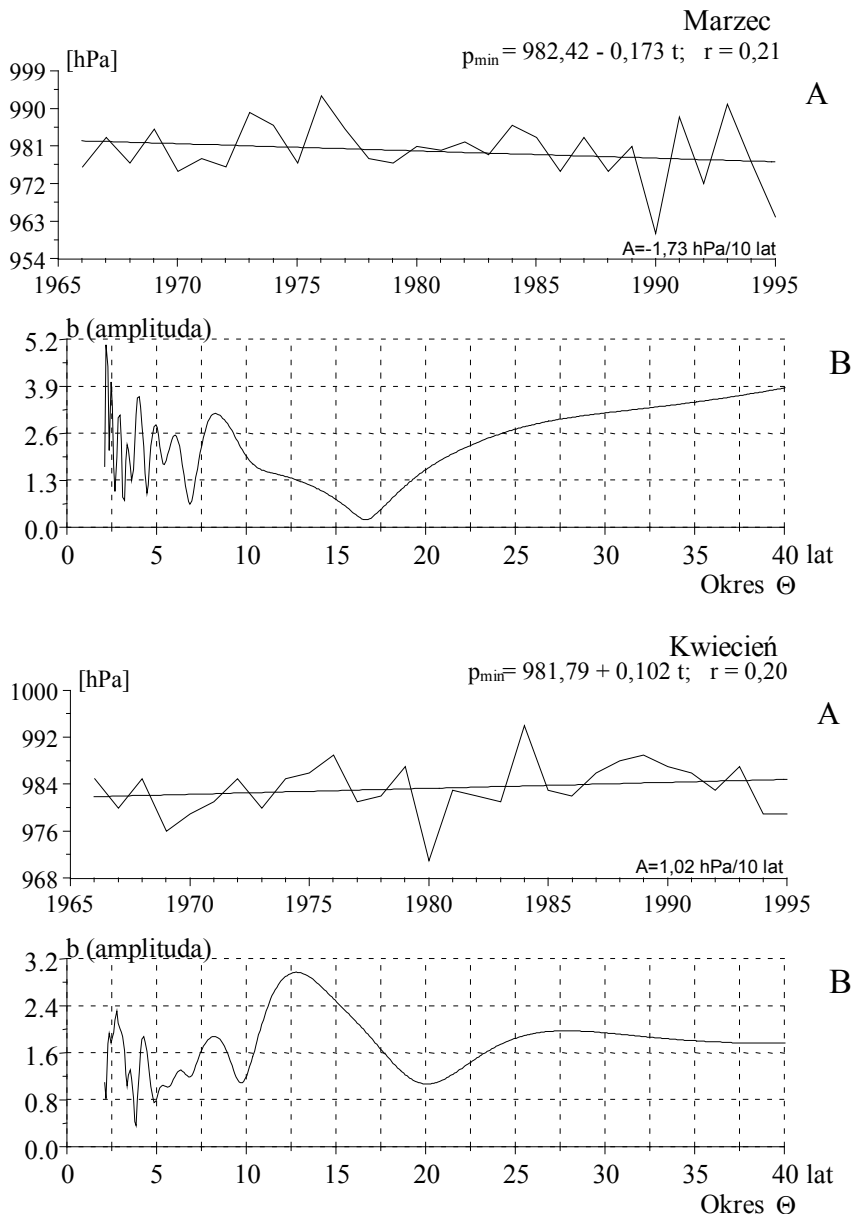 Marzec
[hPa]
pmin = 982,42 - 0,173 t; r = 0,21
A
999
990
981
972
963
954
A=-1,73 hPa/10 lat
1965 1970 1975 1980 1985 1990 1995
b (amplituda)
B
5.2
3.9
2.6
1.3
0.0
0 5 10 15 20 25 30 35 40 lat
Okres Θ
Kwiecień
[hPa]
pmin= 981,79 + 0,102 t; r = 0,20
A
1000
992
984
976
968
A=1,02 hPa/10 lat
1965 1970 1975 1980 1985 1990 1995
b (amplituda)
B
3.2
2.4
1.6
0.8
0.0
0 5 10 15 20 25 30 35 40 lat
Okres Θ